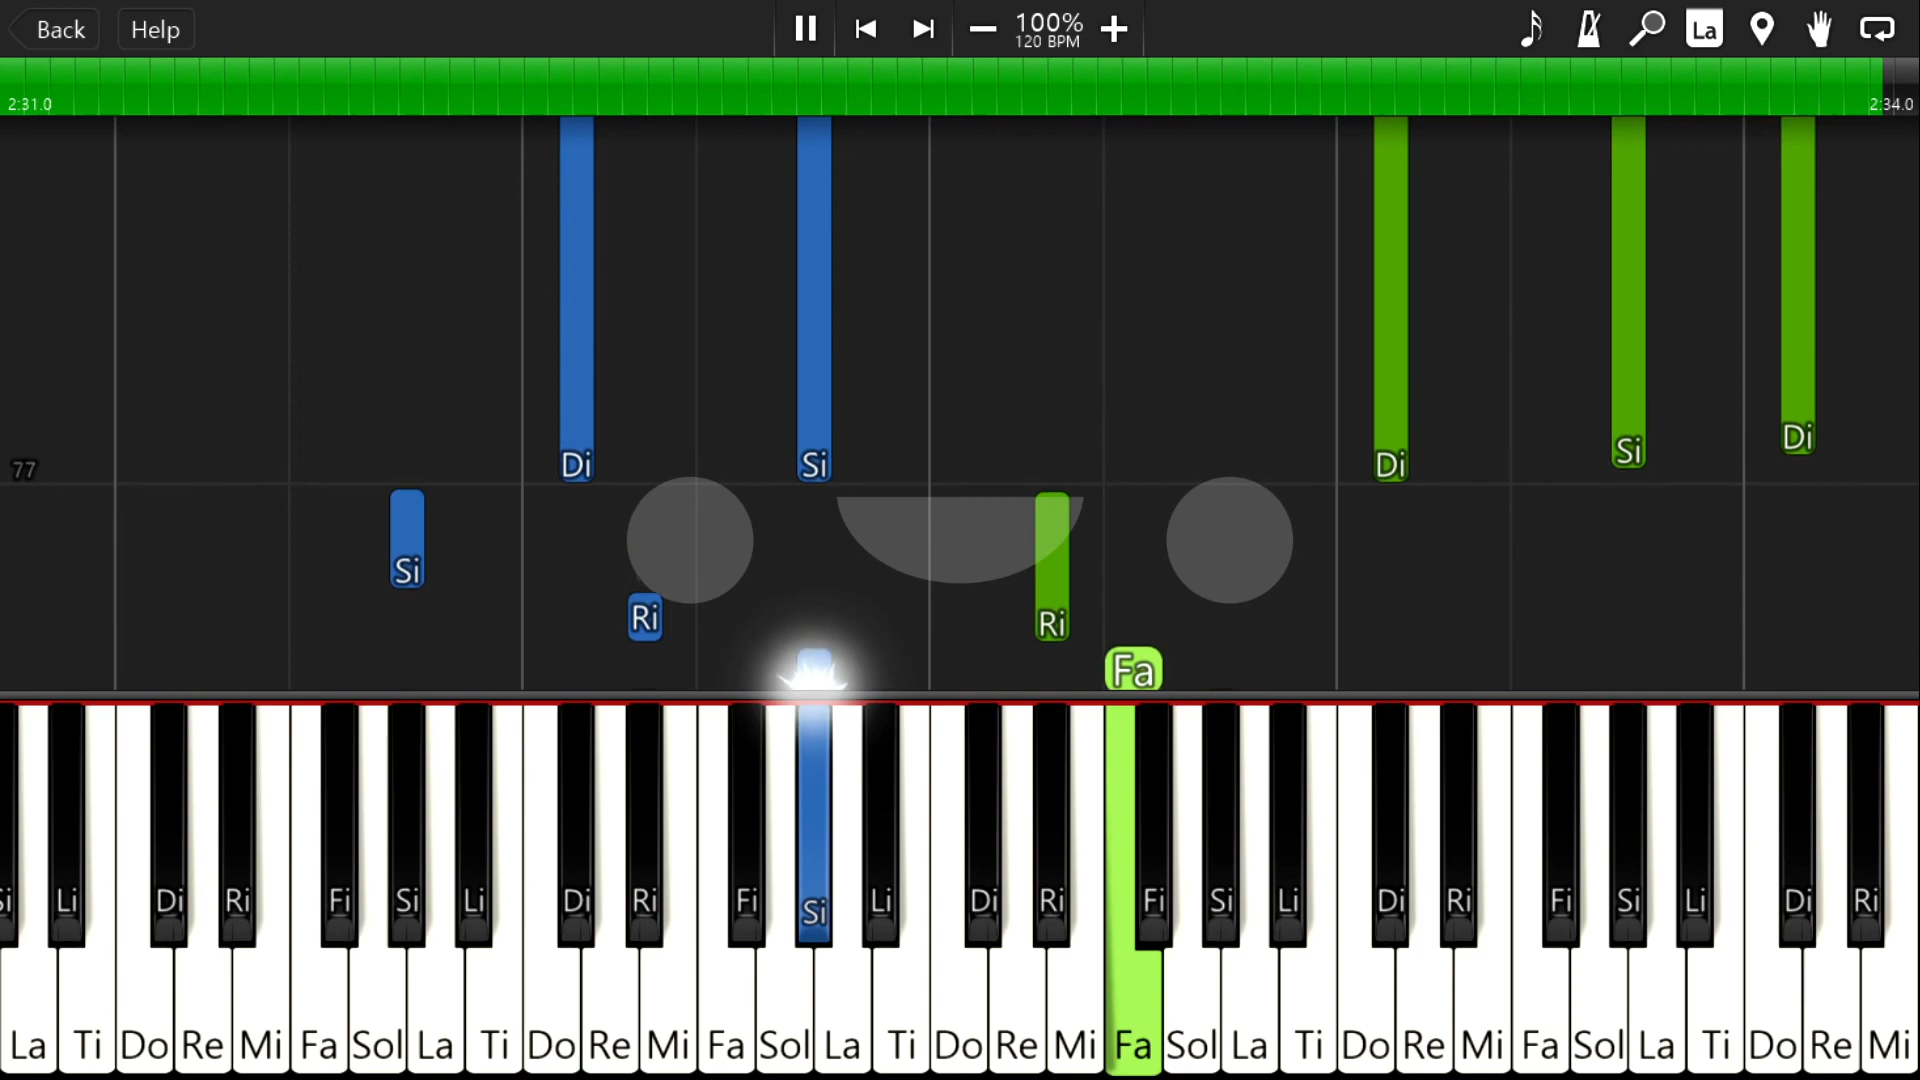 Back
Help
100%
120 BPM
La
2:31.0
2:34.0
Di
Si
Di
Si
Di
77
Si
Ri
Ri
Fa
Si Li Di Ri Fi Si Li Di Ri Fi Si Li Di Ri Fi Si Li Di Ri Fi Si Li Di Ri
La Ti Do Re Mi Fa Sol La Ti Do Re Mi Fa Sol La Ti Do Re Mi Fa Sol La Ti Do Re Mi Fa Sol La Ti Do Re Mi